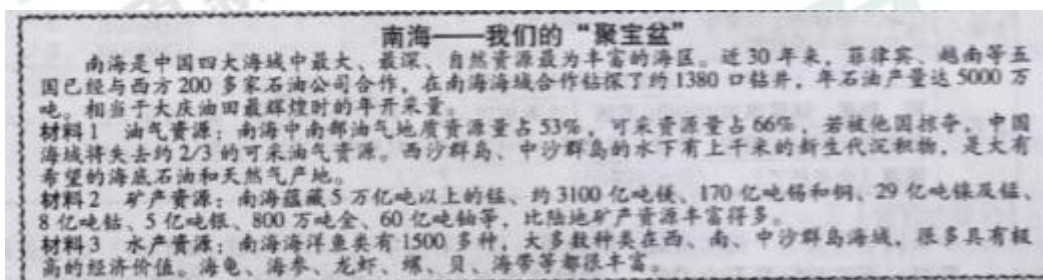 南海——我们的“聚宝盆”
南海是中国四大海域中最大、最深、自然资源最为丰富的海区。近30年来，菲律宾、越南等五
国已经与西方200多家石油公司合作，在南海海域合作钻探了约1380口钻井，年石油产量达5000万
吨，相当于大庆油田最辉煌时的年开采量。
材料1 油气资源：南海中南部油气地质资源量占53%，可采资源量占66%，若被他国掠夺，中国
海域将失去约2/3的可采油气资源。西沙群岛、中沙群岛的水下有上千米的新生代沉积物，是大有
希望的海底石油和天然气产地。
材料2 矿产资源：南海蕴藏5万亿吨以上的锰、约3100亿吨镁、170亿吨锡和铜、29亿吨镍及锰、
8亿吨钴、5亿吨银、800万吨金、60亿吨铀等，比陆地矿产资源丰富得多。
材料3 水产资源：南海海洋鱼类有1500多种，大多数种类在西、南、中沙群岛海域，很多具有极
高的经济价值。海龟、海参、龙虾、螺、贝、海带等都很丰富。